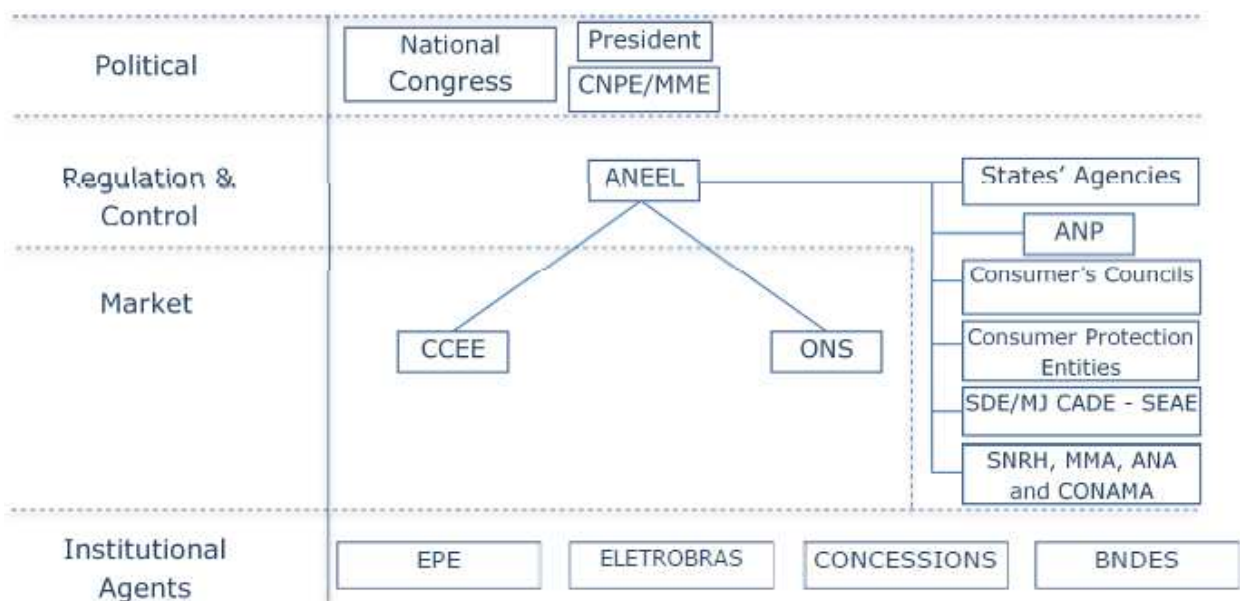 Political
National
Congress
President
CNPE/MME
Regulation &
Control
ANEEL
States' Agencies
ANP
Consumer's Councils
Consumer Protection
Entities
SDE/MJ CADE - SEAE
SNRH, MMA, ANA
and CONAMA
Market
CCEE
ONS
Institutional
Agents
EPE
ELETROBRAS
CONCESSIONS
BNDES